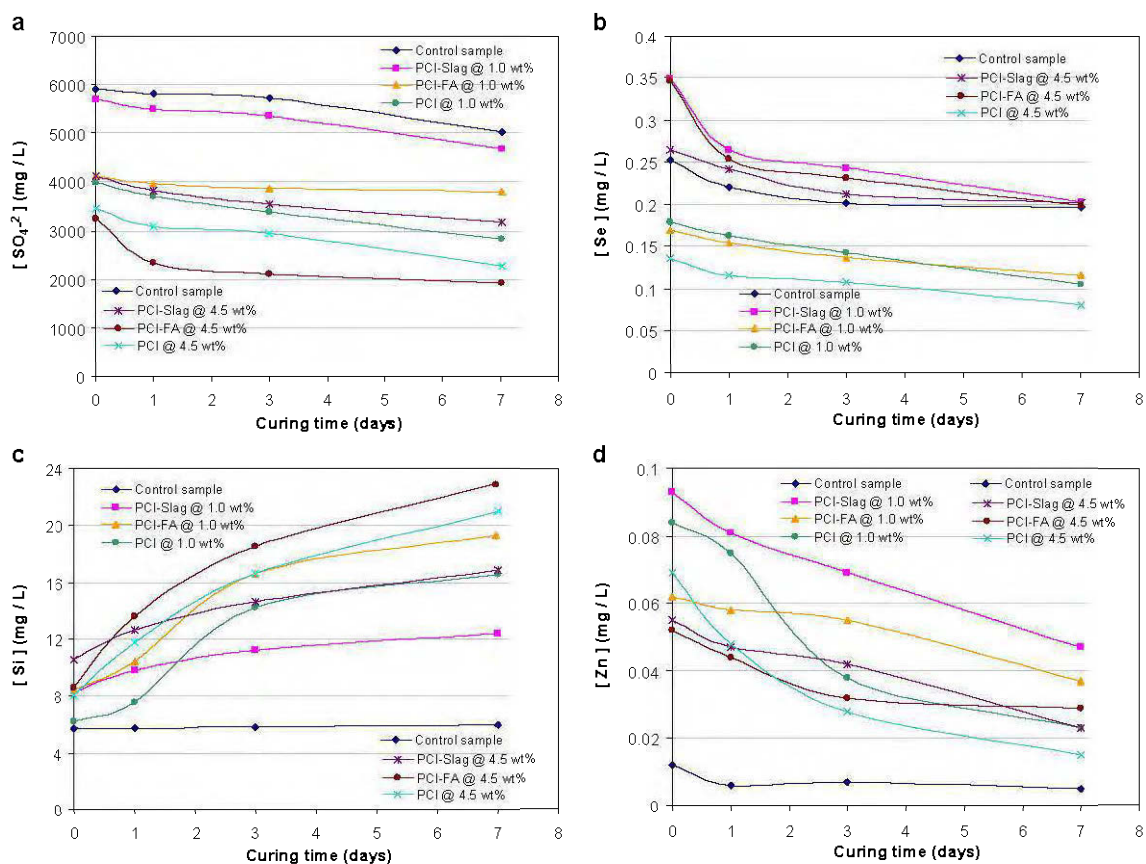 a
7000
6000
5000
4000
3000
2000
1000
0
[ SO₄⁻² ] (mg / L)
Control sample
PCI-Slag @ 1.0 wt%
PCI-FA @ 1.0 wt%
PCI @ 1.0 wt%
Control sample
PCI-Slag @ 4.5 wt%
PCI-FA @ 4.5 wt%
PCI @ 4.5 wt%
0 1 2 3 4 5 6 7 8
Curing time (days)
b
0.4
0.35
0.3
0.25
0.2
0.15
0.1
0.05
0
[ Se ] (mg / L)
Control sample
PCI-Slag @ 4.5 wt%
PCI-FA @ 4.5 wt%
PCI @ 4.5 wt%
Control sample
PCI-Slag @ 1.0 wt%
PCI-FA @ 1.0 wt%
PCI @ 1.0 wt%
0 1 2 3 4 5 6 7 8
Curing time (days)
c
24
20
16
12
8
4
0
[ Si ] (mg / L)
Control sample
PCI-Slag @ 1.0 wt%
PCI-FA @ 1.0 wt%
PCI @ 1.0 wt%
Control sample
PCI-Slag @ 4.5 wt%
PCI-FA @ 4.5 wt%
PCI @ 4.5 wt%
0 1 2 3 4 5 6 7 8
Curing time (days)
d
0.1
0.08
0.06
0.04
0.02
0
[ Zn ] (mg / L)
Control sample
PCI-Slag @ 1.0 wt%
PCI-FA @ 1.0 wt%
PCI @ 1.0 wt%
Control sample
PCI-Slag @ 4.5 wt%
PCI-FA @ 4.5 wt%
PCI @ 4.5 wt%
0 1 2 3 4 5 6 7 8
Curing time (days)